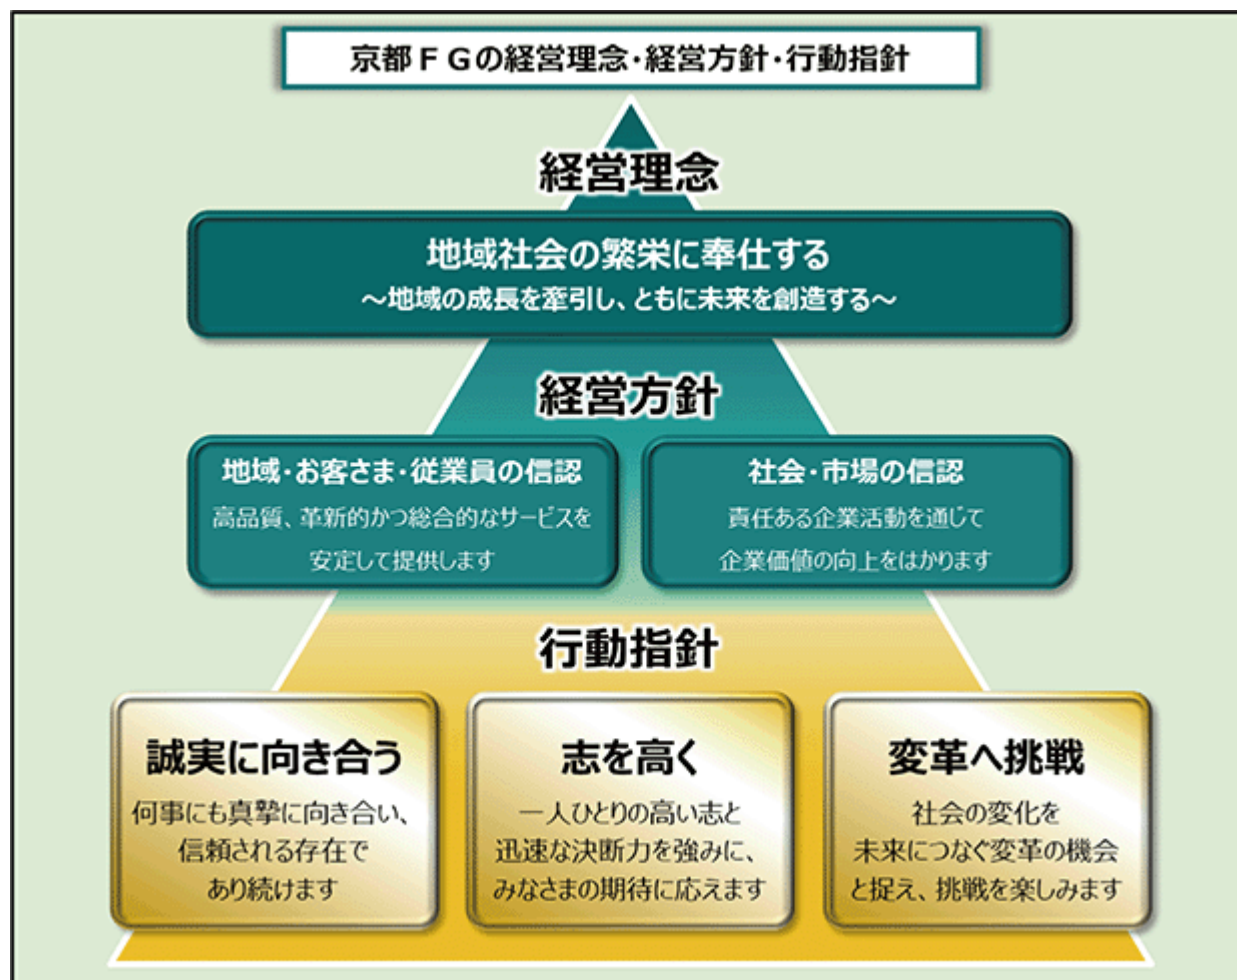 京都ＦＧの経営理念・経営方針・行動指針
経営理念
地域社会の繁栄に奉仕する
～地域の成長を牽引し、ともに未来を創造する～
経営方針
地域・お客さま・従業員の信認
高品質、革新的かつ総合的なサービスを
安定して提供します
社会・市場の信認
責任ある企業活動を通じて
企業価値の向上をはかります
行動指針
誠実に向き合う
何事にも真摯に向き合い、
信頼される存在で
あり続けます
志を高く
一人ひとりの高い志と
迅速な決断力を強みに、
みなさまの期待に応えます
変革へ挑戦
社会の変化を
未来につなぐ変革の機会
と捉え、挑戦を楽しみます